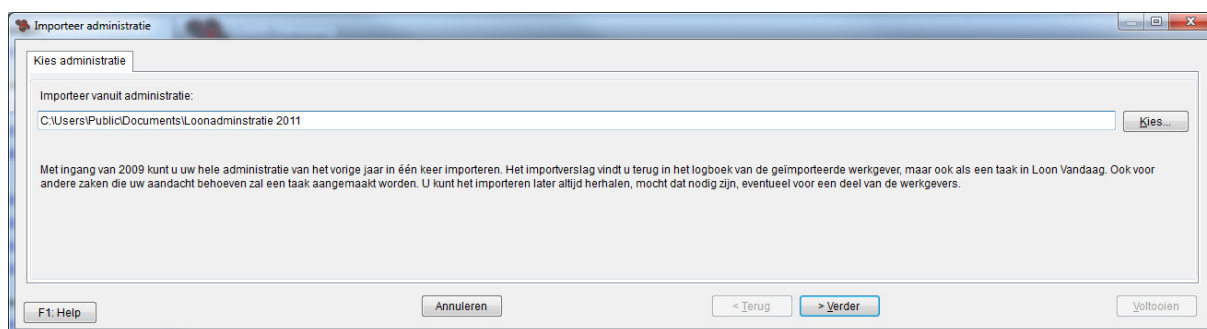 Importeer administratie
Kies administratie
Importeer vanuit administratie:
C:\Users\Public\Documents\Loonadminstratie 2011
Kies...
Met ingang van 2009 kunt u uw hele administratie van het vorige jaar in één keer importeren. Het importverslag vindt u terug in het logboek van de geïmporteerde werkgever, maar ook als een taak in Loon Vandaag. Ook voor
andere zaken die uw aandacht behoeven zal een taak aangemaakt worden. U kunt het importeren later altijd herhalen, mocht dat nodig zijn, eventueel voor een deel van de werkgevers.
F1: Help
Annuleren
< Terug
> Verder
Voltooien